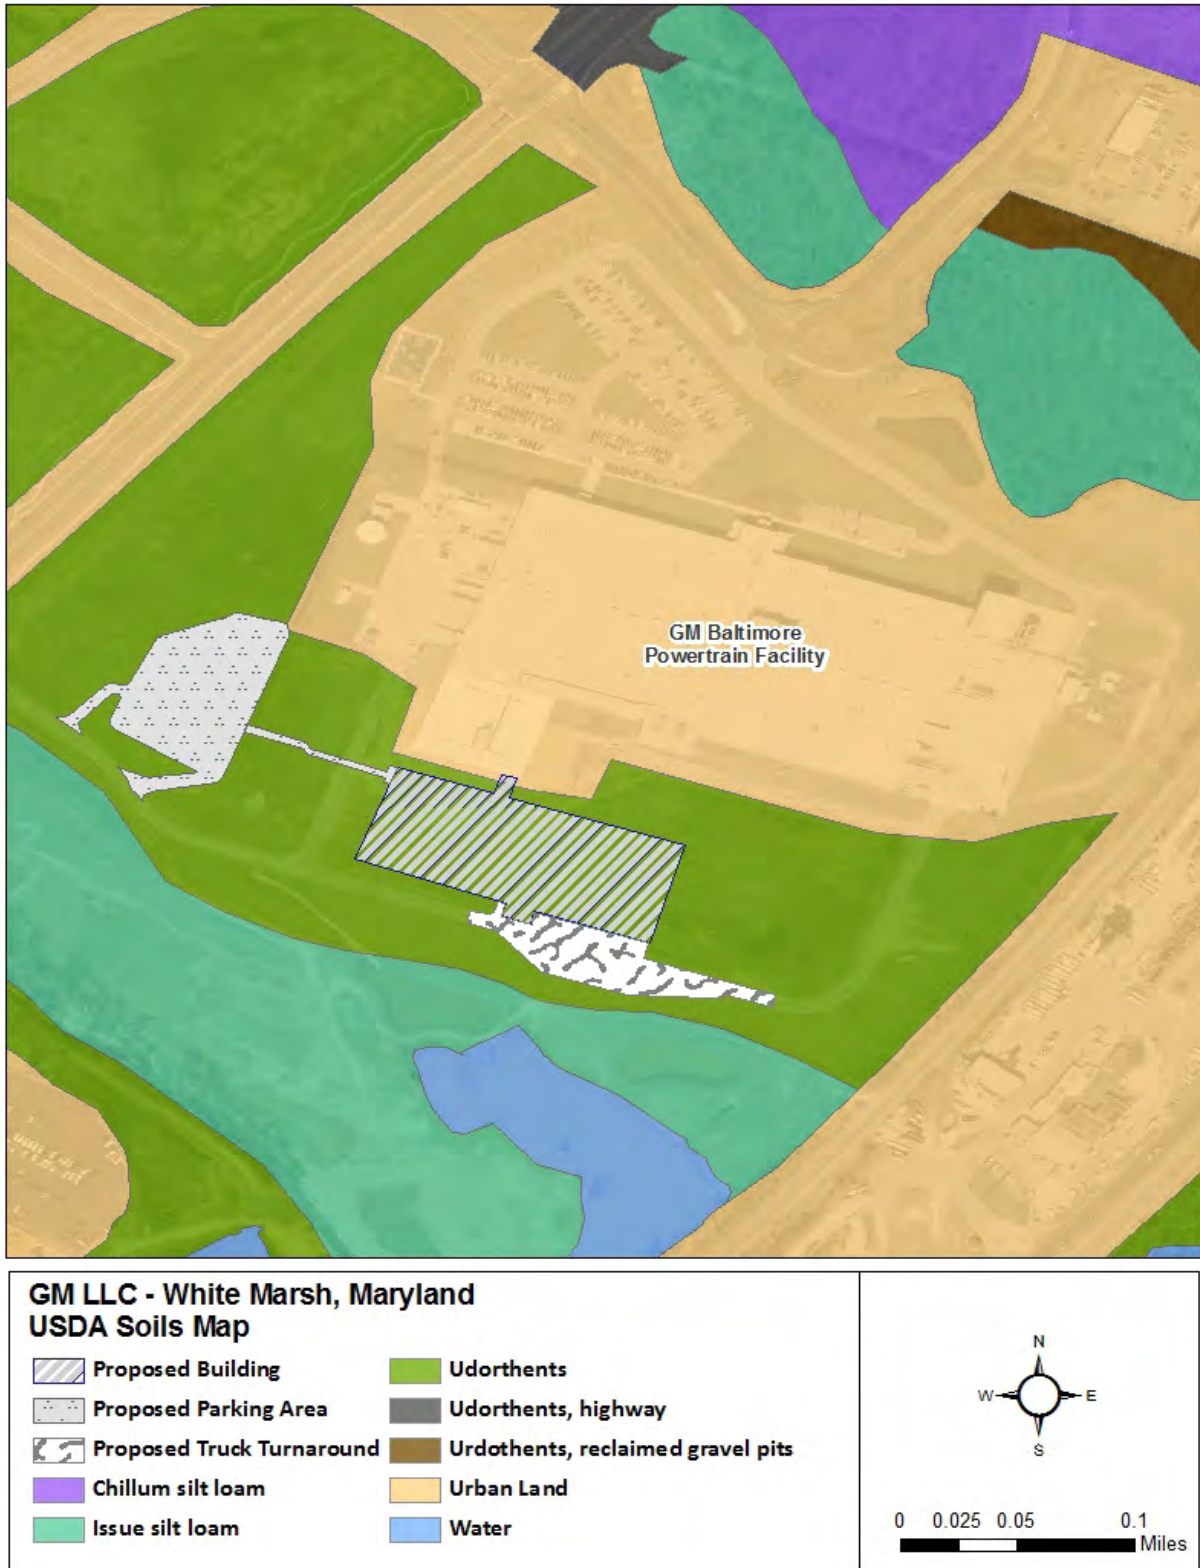 GM Baltimore
Powertrain Facility
GM LLC - White Marsh, Maryland
USDA Soils Map
Proposed Building
Proposed Parking Area
Proposed Truck Turnaround
Chillum silt loam
Issue silt loam
Udorthents
Udorthents, highway
Urdothents, reclaimed gravel pits
Urban Land
Water
N
W E
S
0 0.025 0.05 0.1
Miles